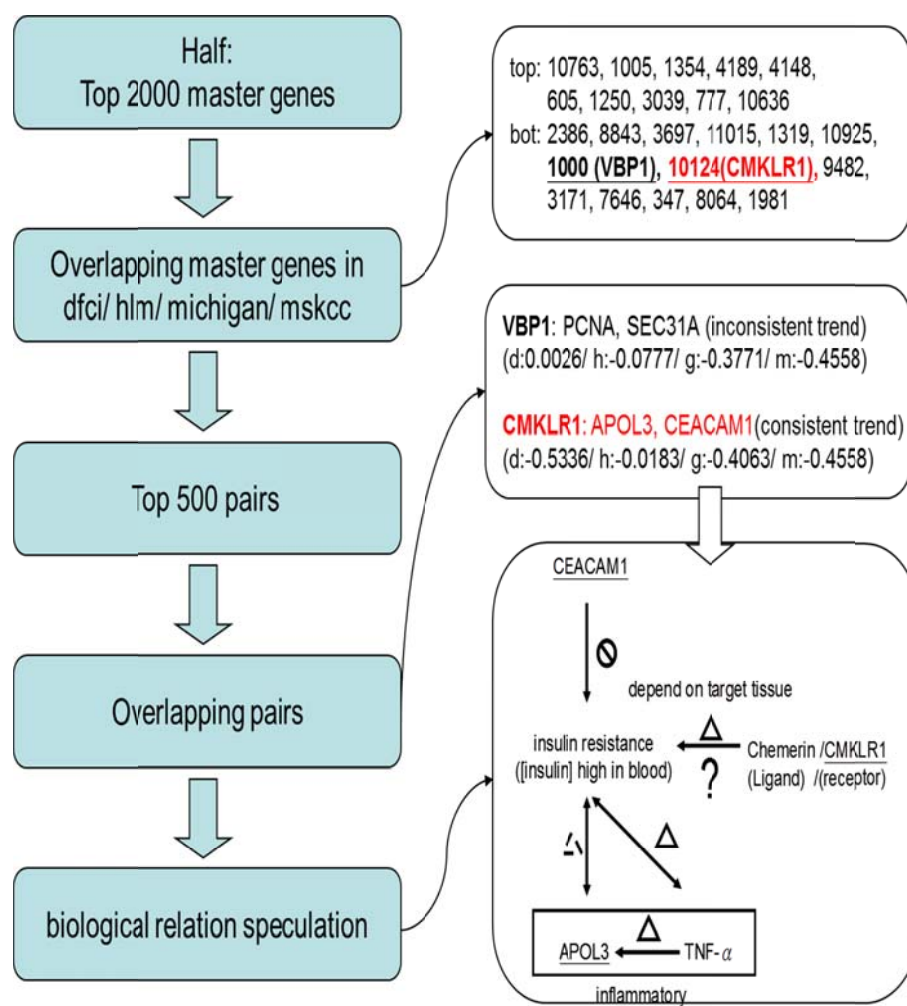 Half:
Top 2000 master genes
Overlapping master genes in
dfci/ hlm/ michigan/ mskcc
Top 500 pairs
Overlapping pairs
biological relation speculation
top: 10763, 1005, 1354, 4189, 4148,
605, 1250, 3039, 777, 10636
bot: 2386, 8843, 3697, 11015, 1319, 10925,
1000 (VBP1), 10124(CMKLR1), 9482,
3171, 7646, 347, 8064, 1981
VBP1: PCNA, SEC31A (inconsistent trend)
(d:0.0026/ h:-0.0777/ g:-0.3771/ m:-0.4558)
CMKLR1: APOL3, CEACAM1(consistent trend)
(d:-0.5336/ h:-0.0183/ g:-0.4063/ m:-0.4558)
CEACAM1
depend on target tissue
insulin resistance
([insulin] high in blood)
Chemerin /CMKLR1
(Ligand) /(receptor)
?
APOL3
TNF-α
inflammatory